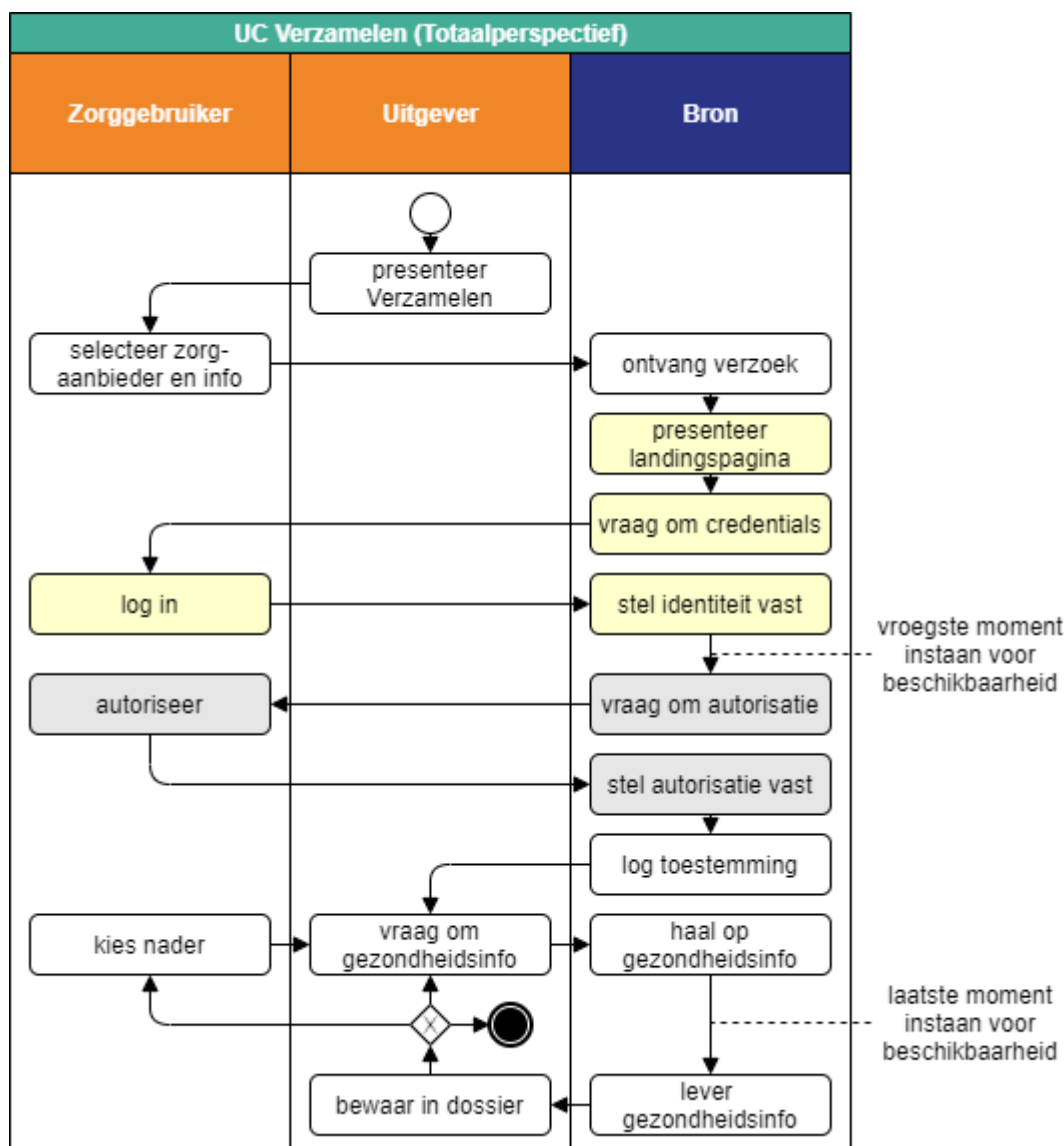 UC Verzamelen (Totaalperspectief)
Zorggebruiker
Uitgever
Bron
presenteer
Verzamelen
selecteer zorg-
aanbieder en info
ontvang verzoek
presenteer
landingspagina
vraag om credentials
log in
stel identiteit vast
vroegste moment
instaan voor
beschikbaarheid
autoriseer
vraag om autorisatie
stel autorisatie vast
log toestemming
kies nader
vraag om
gezondheidsinfo
haal op
gezondheidsinfo
laatste moment
instaan voor
beschikbaarheid
X
bewaar in dossier
lever
gezondheidsinfo